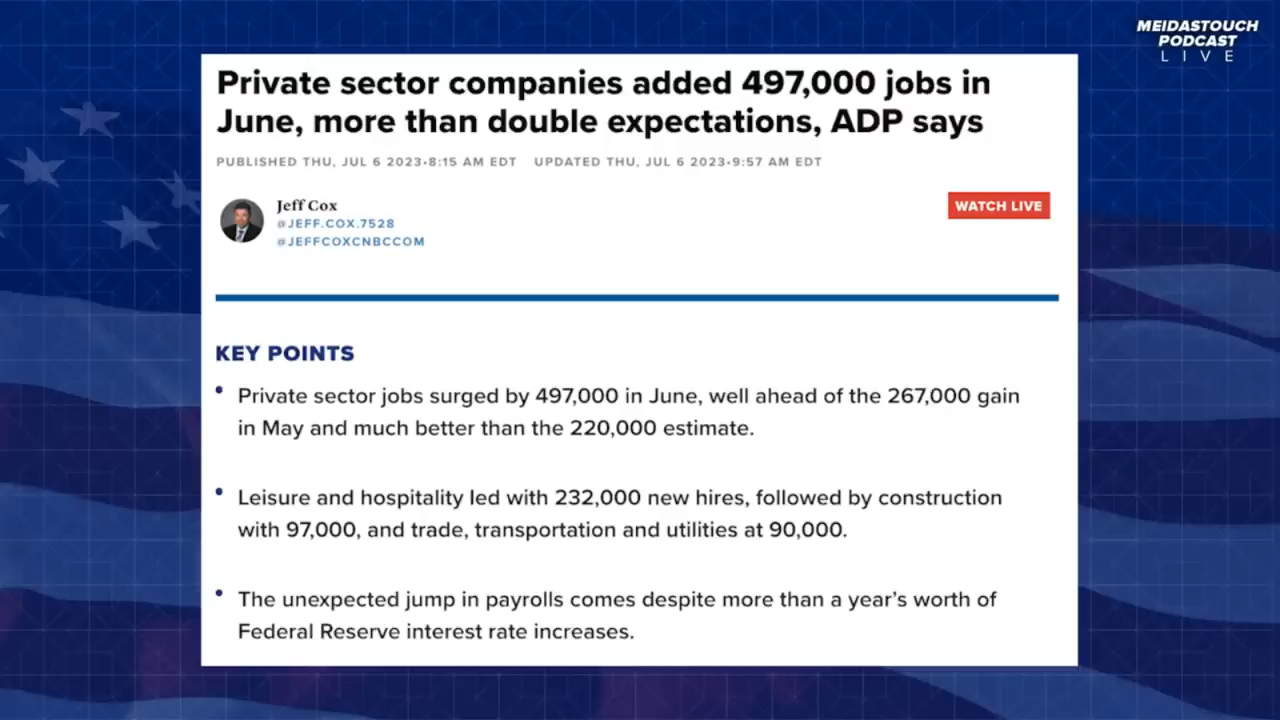 MEIDASTOUCH
PODCAST
LIVE
Private sector companies added 497,000 jobs in
June, more than double expectations, ADP says
PUBLISHED THU, JUL 6 2023•8:15 AM EDT UPDATED THU, JUL 6 2023•9:57 AM EDT
Jeff Cox
@JEFF.COX.7528
@JEFFCOXCNBCCOM
WATCH LIVE
KEY POINTS
• Private sector jobs surged by 497,000 in June, well ahead of the 267,000 gain
in May and much better than the 220,000 estimate.
• Leisure and hospitality led with 232,000 new hires, followed by construction
with 97,000, and trade, transportation and utilities at 90,000.
• The unexpected jump in payrolls comes despite more than a year’s worth of
Federal Reserve interest rate increases.